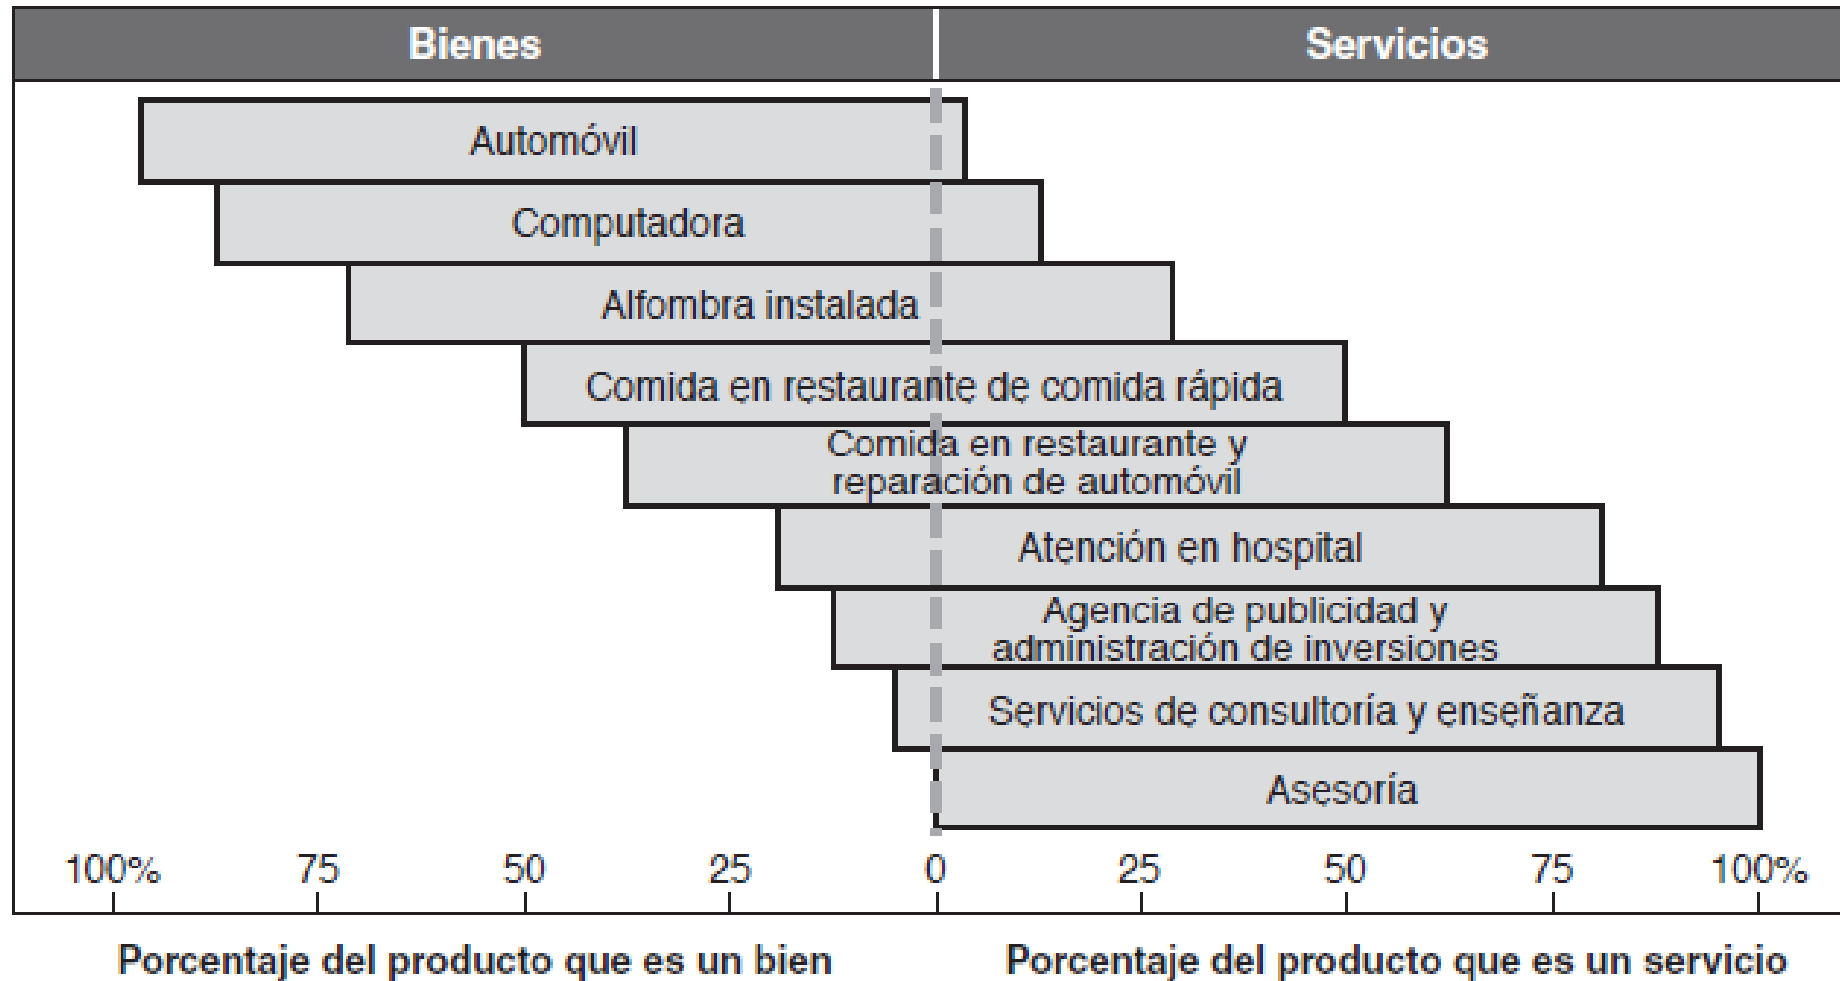 Bienes
Servicios
Automóvil
Computadora
Alfombra instalada
Comida en restaurante de comida rápida
Comida en restaurante y
reparación de automóvil
Atención en hospital
Agencia de publicidad y
administración de inversiones
Servicios de consultoría y enseñanza
Asesoría
100% 75 50 25 0 25 50 75 100%
Porcentaje del producto que es un bien
Porcentaje del producto que es un servicio